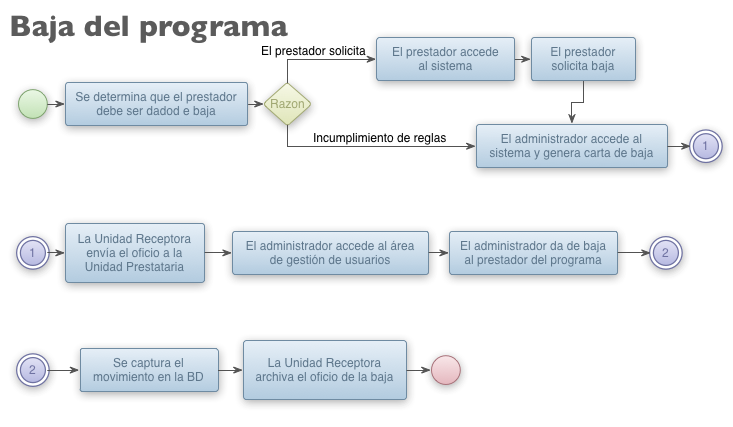 Baja del programa
El prestador solicita
El prestador accede
al sistema
El prestador
solicita baja
Se determina que el prestador
debe ser dadod e baja
Razon
Incumplimiento de reglas
El administrador accede al
sistema y genera carta de baja
1
1
La Unidad Receptora
envia el oficio a la
Unidad Prestataria
El administrador accede al área
de gestión de usuarios
El administrador da de baja
al prestador del programa
2
2
Se captura el
movimiento en la BD
La Unidad Receptora
archiva el oficio de la baja